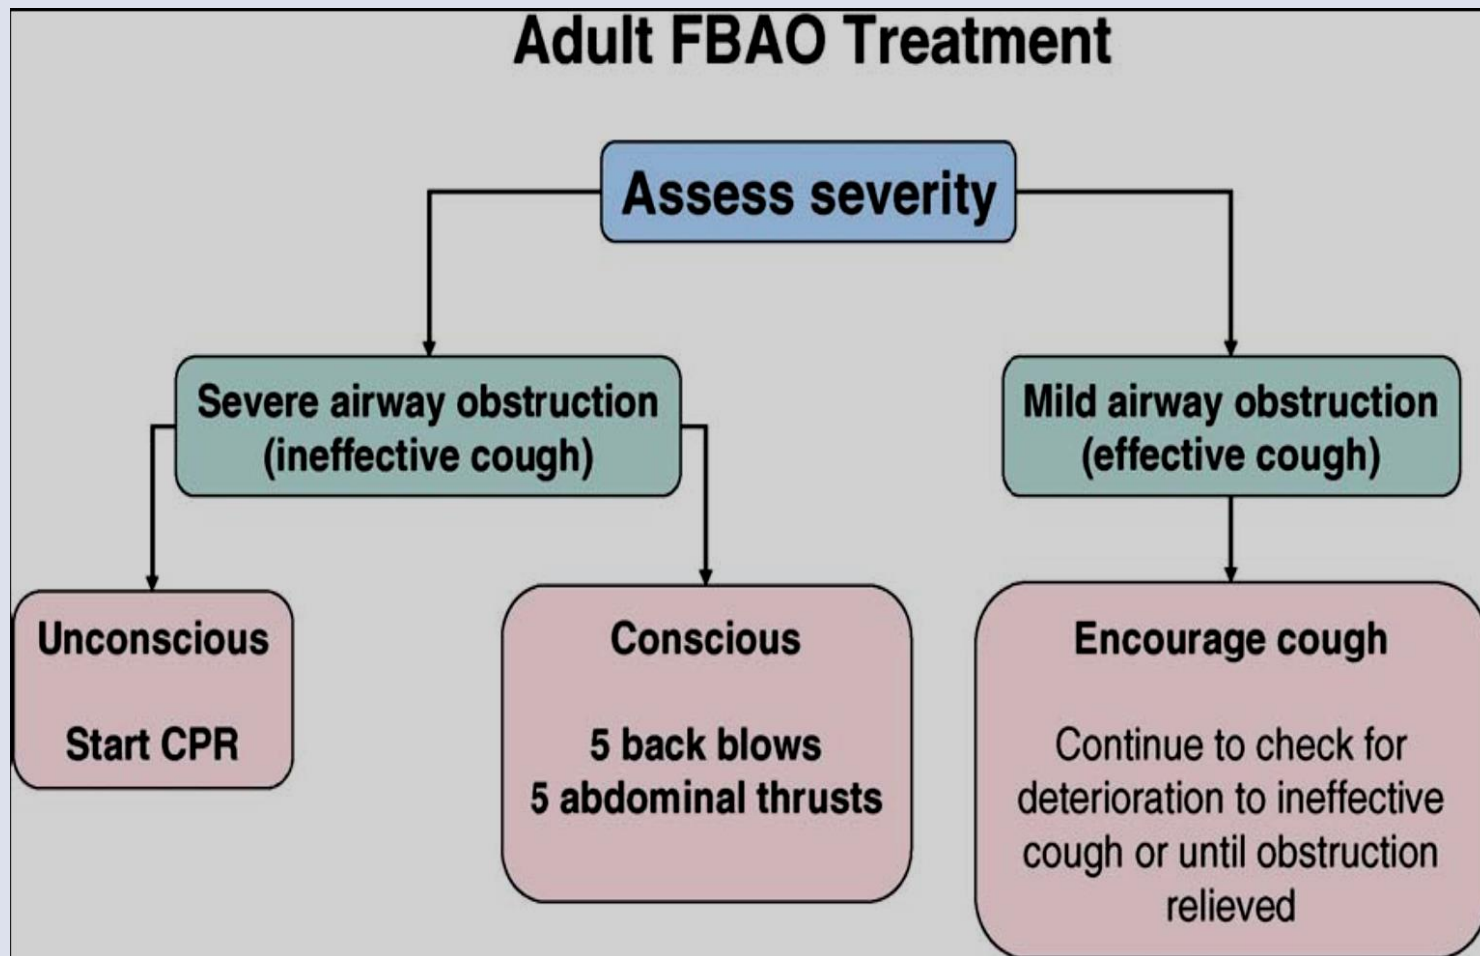 Adult FBAO Treatment
Assess severity
Severe airway obstruction
(ineffective cough)
Mild airway obstruction
(effective cough)
Unconscious
Start CPR
Conscious
5 back blows
5 abdominal thrusts
Encourage cough
Continue to check for
deterioration to ineffective
cough or until obstruction
relieved